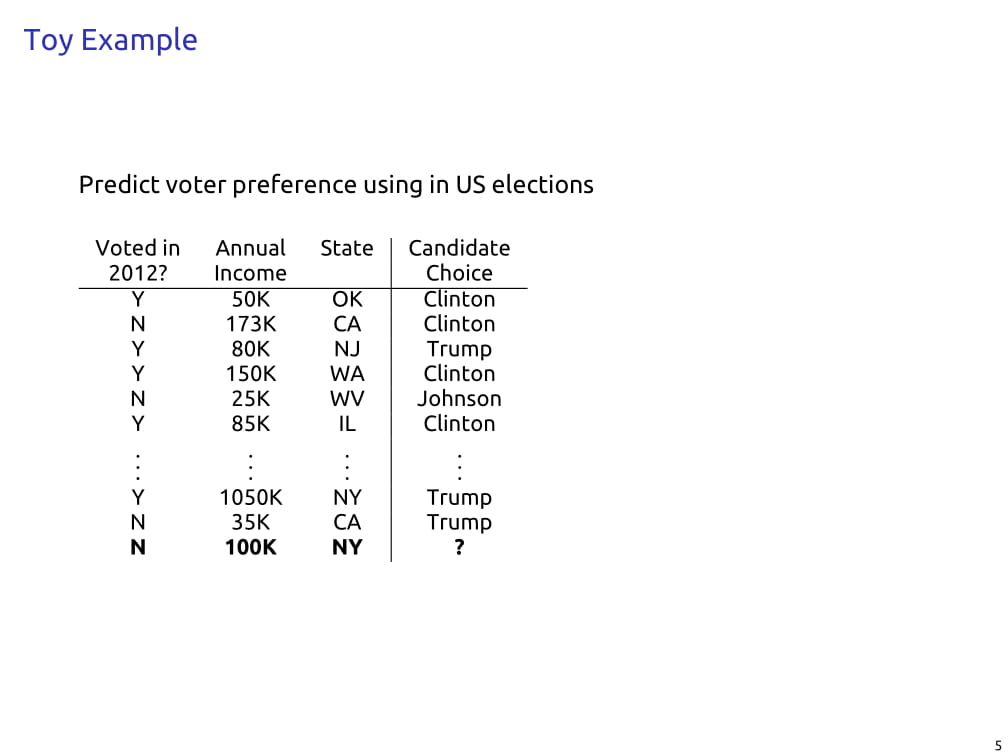 Toy Example
Predict voter preference using in US elections
Voted in Annual State Candidate
2012? Income Choice
Y 50K OK Clinton
N 173K CA Clinton
Y 80K NJ Trump
Y 150K WA Clinton
N 25K WV Johnson
Y 85K IL Clinton
⋮ ⋮ ⋮ ⋮
Y 1050K NY Trump
N 35K CA Trump
N 100K NY ?
5